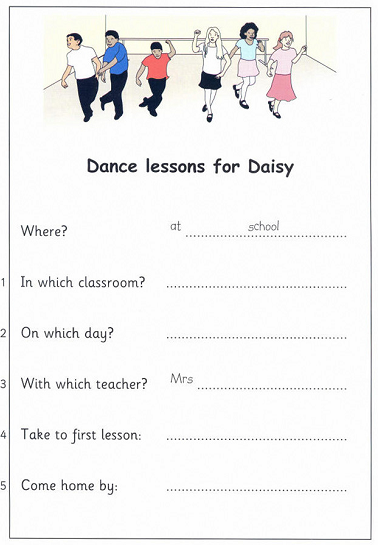 Dance lessons for Daisy
Where? at school
1 In which classroom?
2 On which day?
3 With which teacher? Mrs
4 Take to first lesson:
5 Come home by: